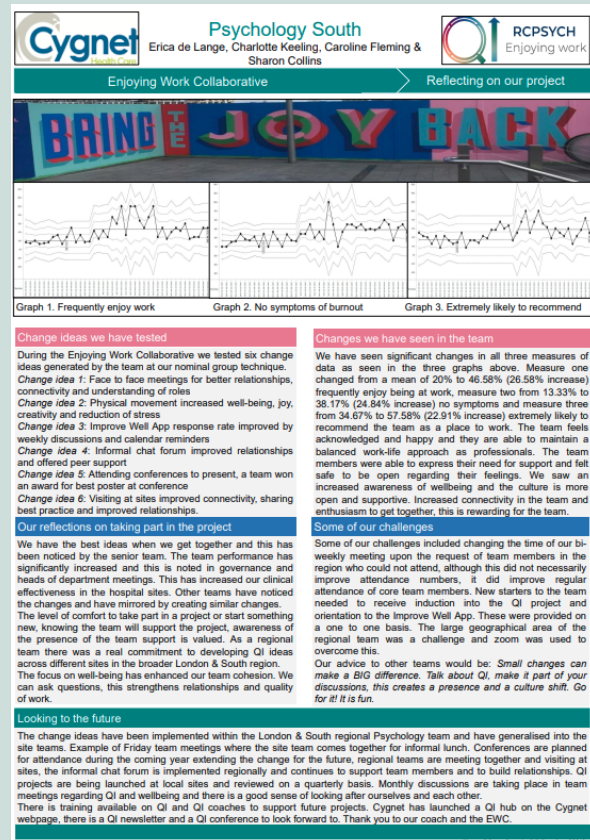 Cygnet
Health Care
Psychology South
Erica de Lange, Charlotte Keeling, Caroline Fleming &
Sharon Collins
RCPSYCH
Enjoying work
Enjoying Work Collaborative
Reflecting on our project
BRING THE JOY BACK
Graph 1. Frequently enjoy work
Graph 2. No symptoms of burnout
Graph 3. Extremely likely to recommend
Change ideas we have tested
During the Enjoying Work Collaborative we tested six change
ideas generated by the team at our nominal group technique.
Change idea 1: Face to face meetings for better relationships,
connectivity and understanding of roles
Change idea 2: Physical movement increased well-being, joy,
creativity and reduction of stress
Change idea 3: Improve Well App response rate improved by
weekly discussions and calendar reminders
Change idea 4: Informal chat forum improved relationships
and offered peer support
Change idea 5: Attending conferences to present, a team won
an award for best poster at conference
Change idea 6: Visiting at sites improved connectivity, sharing
best practice and improved relationships.
Our reflections on taking part in the project
We have the best ideas when we get together and this has
been noticed by the senior team. The team performance has
significantly increased and this is noted in governance and
heads of department meetings. This has increased our clinical
effectiveness in the hospital sites. Other teams have noticed
the changes and have mirrored by creating similar changes.
The level of comfort to take part in a project or start something
new, knowing the team will support the project, awareness of
the presence of the team support is valued. As a regional
team there was a real commitment to developing QI ideas
across different sites in the broader London & South region.
The focus on well-being has enhanced our team cohesion. We
can ask questions, this strengthens relationships and quality
of work.
Changes we have seen in the team
We have seen significant changes in all three measures of
data as seen in the three graphs above. Measure one
changed from a mean of 20% to 46.58% (26.58% increase)
frequently enjoy being at work, measure two from 13.33% to
38.17% (24.84% increase) no symptoms and measure three
from 34.67% to 57.58% (22.91% increase) extremely likely to
recommend the team as a place to work. The team feels
acknowledged and happy and they are able to maintain a
balanced work-life approach as professionals. The team
members were able to express their need for support and felt
safe to be open regarding their feelings. We saw an
increased awareness of wellbeing and the culture is more
open and supportive. Increased connectivity in the team and
enthusiasm to get together, this is rewarding for the team.
Some of our challenges
Some of our challenges included changing the time of our bi-
weekly meeting upon the request of team members in the
region who could not attend, although this did not necessarily
improve attendance numbers, it did improve regular
attendance of core team members. New starters to the team
needed to receive induction into the QI project and
orientation to the Improve Well App. These were provided on
a one to one basis. The large geographical area of the
regional team was a challenge and zoom was used to
overcome this.
Our advice to other teams would be: Small changes can
make a BIG difference. Talk about QI, make it part of your
discussions, this creates a presence and a culture shift. Go
for it! It is fun.
Looking to the future
The change ideas have been implemented within the London & South regional Psychology team and have generalised into the
site teams. Example of Friday team meetings where the site team comes together for informal lunch. Conferences are planned
for attendance during the coming year extending the change for the future, regional teams are meeting together and visiting at
sites, the informal chat forum is implemented regionally and continues to support team members and to build relationships. QI
projects are being launched at local sites and reviewed on a quarterly basis. Monthly discussions are taking place in team
meetings regarding QI and wellbeing and there is a good sense of looking after ourselves and each other.
There is training available on QI and QI coaches to support future projects. Cygnet has launched a QI hub on the Cygnet
webpage, there is a QI newsletter and a QI conference to look forward to. Thank you to our coach and the EWC.